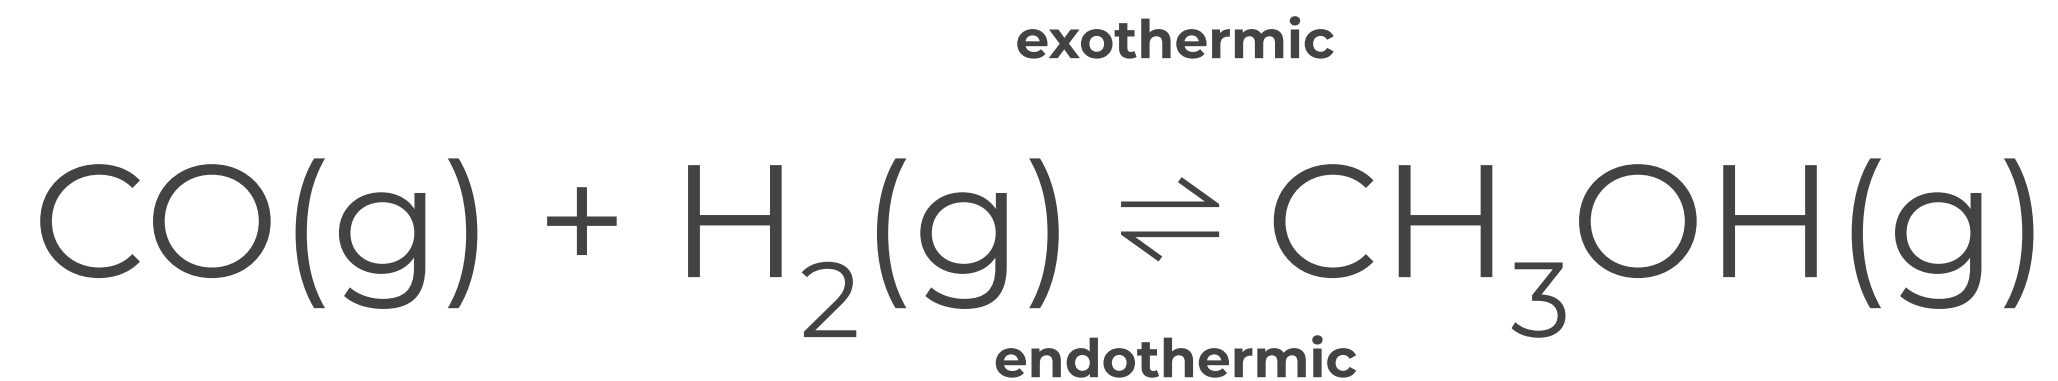 exothermic
CO(g) + H₂(g) ⇌ CH₃OH(g)
endothermic